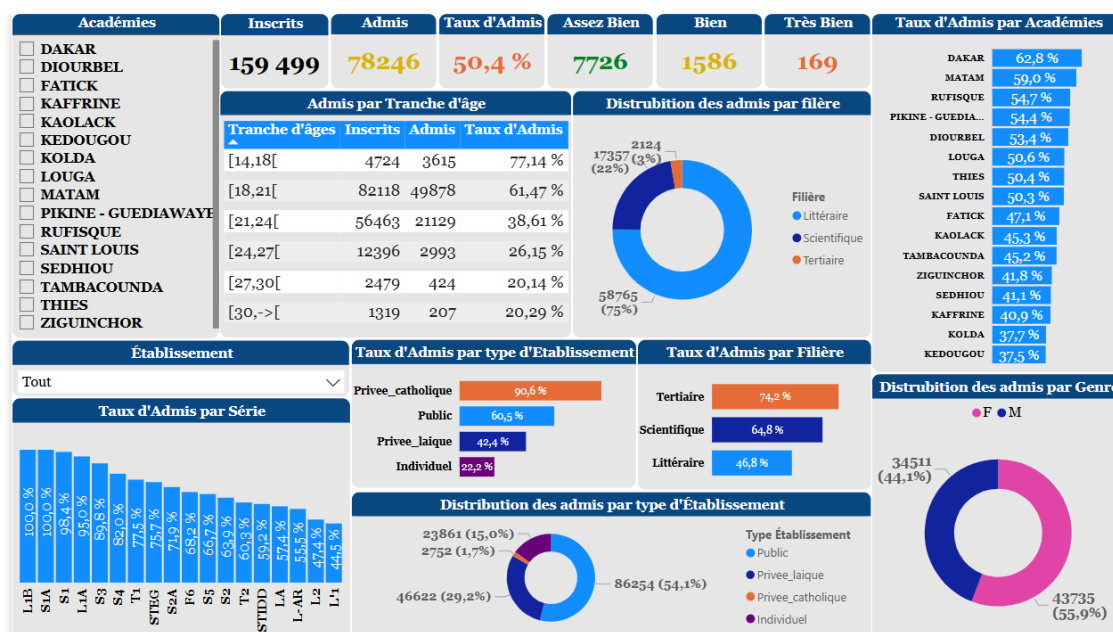 Académies
DAKAR
DIOURBEL
FATICK
KAFFRINE
KAOLACK
KEDOUGOU
KOLDA
LOUGA
MATAM
PIKINE - GUEDIAWAYE
RUFISQUE
SAINT LOUIS
SEDHIOU
TAMBACOUNDA
THIES
ZIGUINCHOR
Inscrits
159 499
Admis
78246
Taux d'Admis
50,4 %
Assez Bien
7726
Bien
1586
Très Bien
169
Admis par Tranche d'âge
Tranche d'âges Inscrits Admis Taux d'Admis
[14,18[ 4724 3615 77,14 %
[18,21[ 82118 49878 61,47 %
[21,24[ 56463 21129 38,61 %
[24,27[ 12396 2993 26,15 %
[27,30[ 2479 424 20,14 %
[30,->[ 1319 207 20,29 %
Distrubition des admis par filère
2124
(3%)
17357
(22%)
58765
(75%)
Filière
Littéraire
Scientifique
Tertiaire
Taux d'Admis par Académies
DAKAR 62,8 %
MATAM 59,0 %
RUFISQUE 54,7 %
PIKINE - GUEDIA... 54,4 %
DIOURBEL 53,4 %
LOUGA 50,6 %
THIES 50,4 %
SAINT LOUIS 50,3 %
FATICK 47,1 %
KAOLACK 45,3 %
TAMBACOUNDA 45,2 %
ZIGUINCHOR 41,8 %
SEDHIOU 41,1 %
KAFFRINE 40,9 %
KOLDA 37,7 %
KEDOUGOU 37,5 %
Établissement
Tout
Taux d'Admis par Série
100,0 % 100,0 % 98,4 % 95,0 % 89,8 % 82,0 % 77,5 % 75,7 % 71,9 % 68,2 % 66,7 % 63,9 % 60,3 % 59,2 % 57,4 % 55,5 % 47,4 % 44,5 %
L1B S1A S1 L1A S3 S4 T1 STEG S2A F6 S5 S2 T2 STIDD LA L-AR L2 L'1
Taux d'Admis par type d'Etablissement
Privee_catholique 90,6 %
Public 60,5 %
Privee_laique 42,4 %
Individuel 22,2 %
Taux d'Admis par Filière
Tertiaire 74,2 %
Scientifique 64,8 %
Littéraire 46,8 %
Distribution des admis par type d'Établissement
23861 (15,0%)
2752 (1,7%)
46622 (29,2%)
86254 (54,1%)
Type Établissement
Public
Privee_laique
Privee_catholique
Individuel
Distrubition des admis par Genre
F M
34511
(44,1%)
43735
(55,9%)